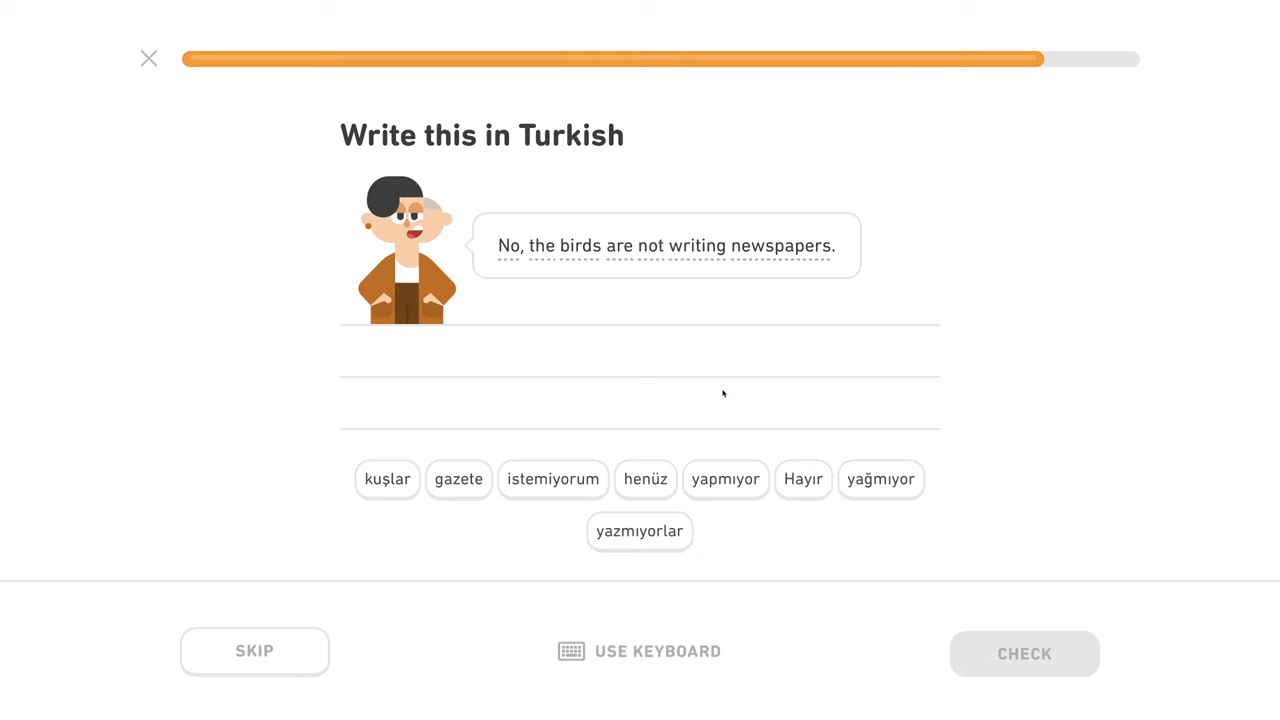 Write this in Turkish
No, the birds are not writing newspapers.
kuşlar gazete istemiyorum henüz yapmıyor Hayır yağmıyor
yazmıyorlar
SKIP USE KEYBOARD CHECK